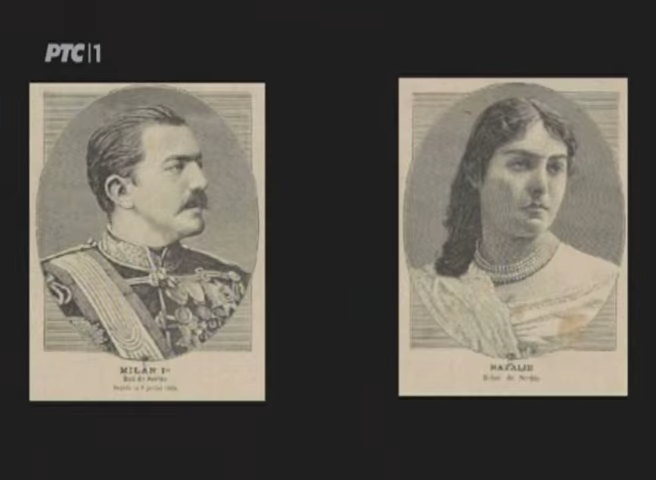 РТС|1
MILAN Iᵉʳ
Roi de Serbie
NATALIE
Reine de Serbie